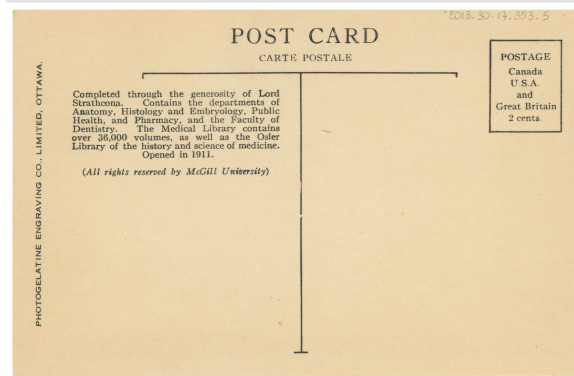 2013.30.17.353.5
POST CARD
CARTE POSTALE
POSTAGE
Canada
U.S.A.
and
Great Britain
2 cents.
Completed through the generosity of Lord
Strathcona. Contains the departments of
Anatomy, Histology and Embryology, Public
Health, and Pharmacy, and the Faculty of
Dentistry. The Medical Library contains
over 36,000 volumes, as well as the Osler
Library of the history and science of medicine.
Opened in 1911.
(All rights reserved by McGill University)
PHOTOGELATINE ENGRAVING CO., LIMITED, OTTAWA.